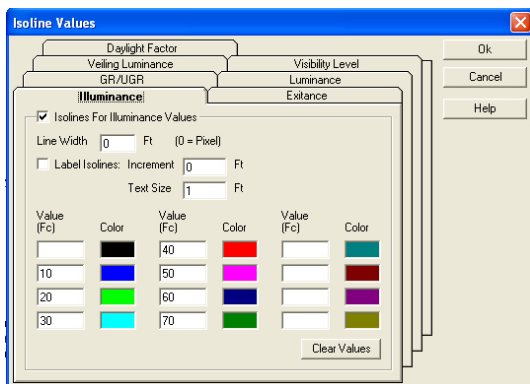 Isoline Values
Daylight Factor
Ok
Veiling Luminance Visibility Level
GR/UGR Luminance
Cancel
Illuminance Exitance
Help
Isolines For Illuminance Values
Line Width 0 Ft (0 = Pixel)
Label Isolines: Increment 0 Ft
Text Size 1 Ft
Value (Fc) Color Value (Fc) Color Value (Fc) Color
40
10 50
20 60
30 70
Clear Values